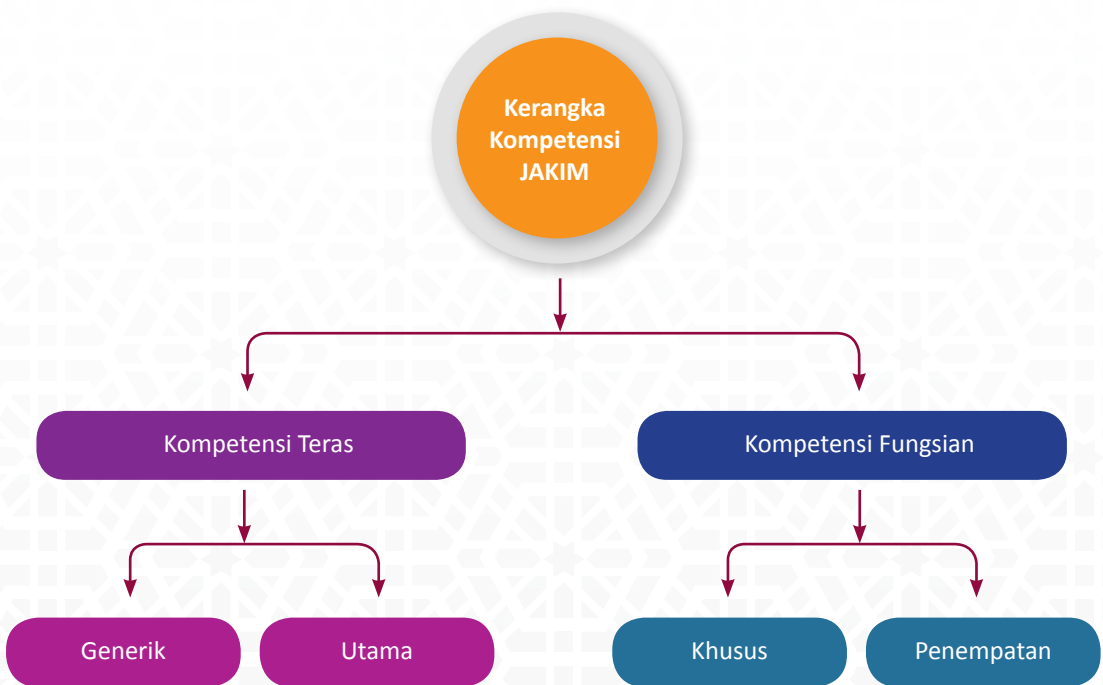 Kerangka
Kompetensi
JAKIM
Kompetensi Teras
Kompetensi Fungsian
Generik
Utama
Khusus
Penempatan